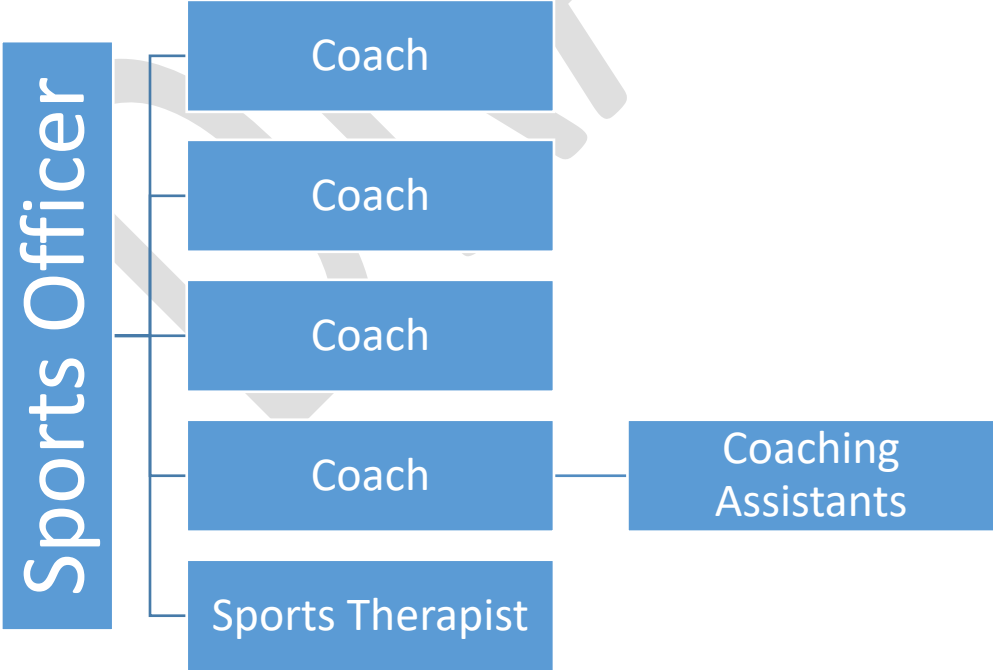 Sports Officer
Coach
Coach
Coach
Coach
Coaching
Assistants
Sports Therapist